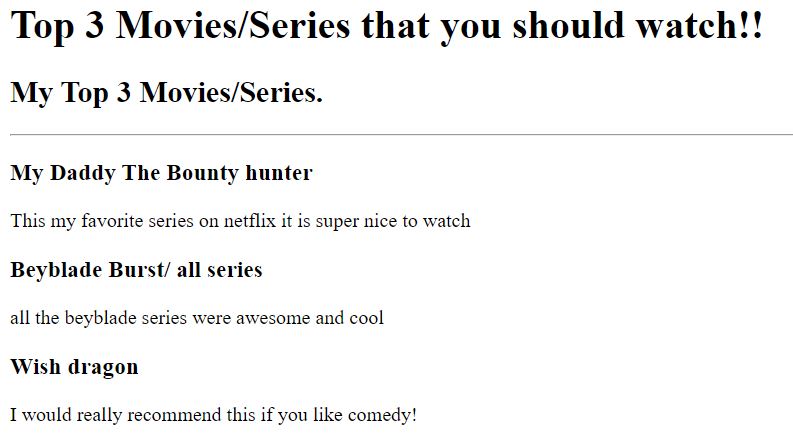 Top 3 Movies/Series that you should watch!!
My Top 3 Movies/Series.
My Daddy The Bounty hunter
This my favorite series on netflix it is super nice to watch
Beyblade Burst/ all series
all the beyblade series were awesome and cool
Wish dragon
I would really recommend this if you like comedy!